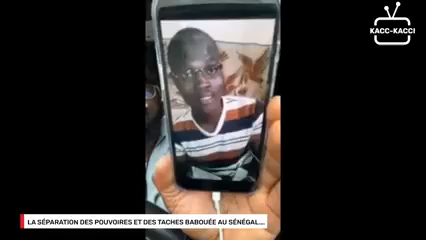 KACC-KACCI
LA SÉPARATION DES POUVOIRES ET DES TACHES BABOUÉE AU SÉNÉGAL...